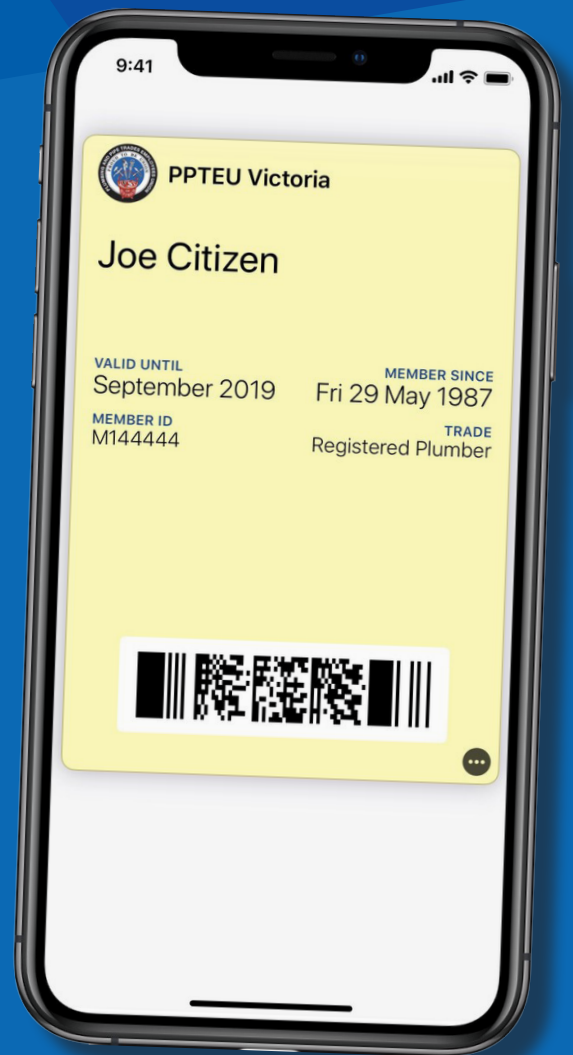 9:41
PPTEU Victoria
Joe Citizen
VALID UNTIL
September 2019
MEMBER SINCE
Fri 29 May 1987
MEMBER ID
M144444
TRADE
Registered Plumber